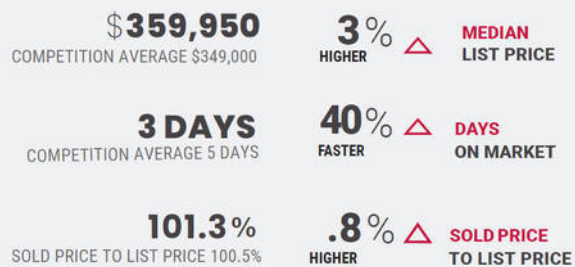 $359,950
COMPETITION AVERAGE $349,000
3%
HIGHER
MEDIAN
LIST PRICE
3 DAYS
COMPETITION AVERAGE 5 DAYS
40%
FASTER
DAYS
ON MARKET
101.3%
SOLD PRICE TO LIST PRICE 100.5%
.8%
HIGHER
SOLD PRICE
TO LIST PRICE